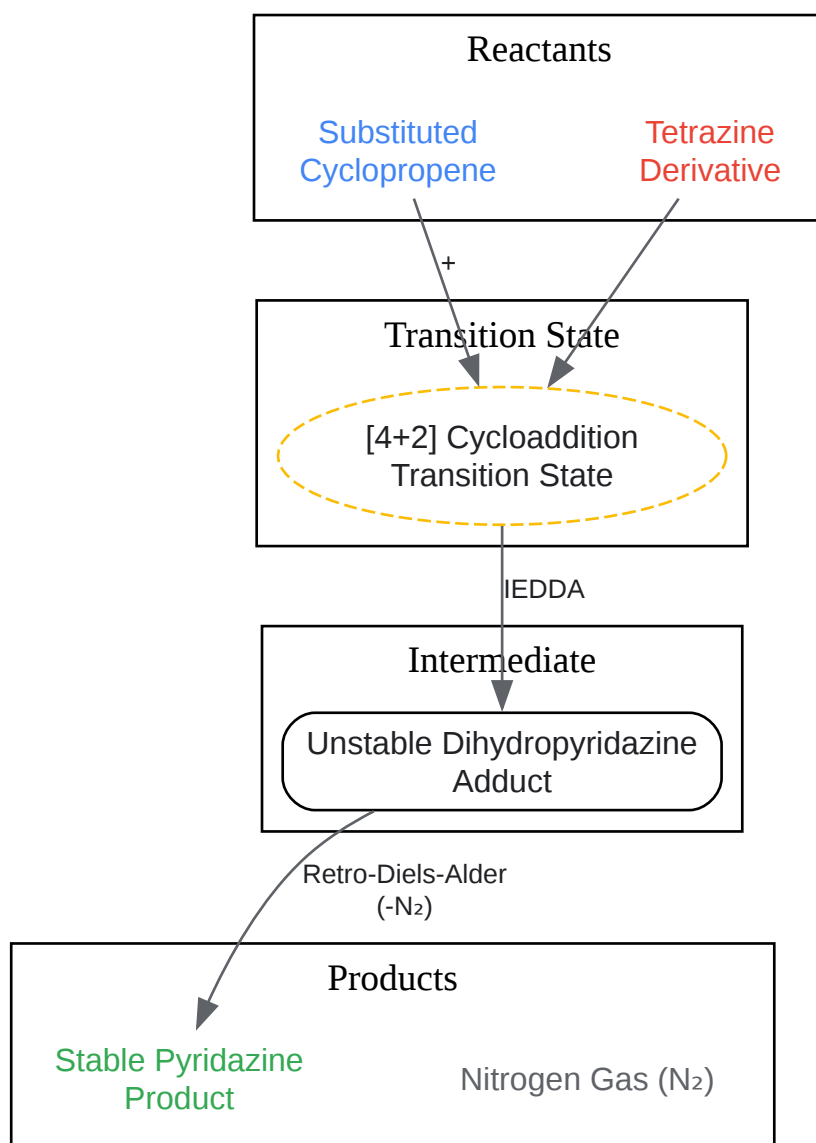 Reactants
Substituted
Cyclopropene
Tetrazine
Derivative
+
Transition State
[4+2] Cycloaddition
Transition State
IEDDA
Intermediate
Unstable Dihydropyridazine
Adduct
Retro-Diels-Alder
(-N₂)
Products
Stable Pyridazine
Product
Nitrogen Gas (N₂)